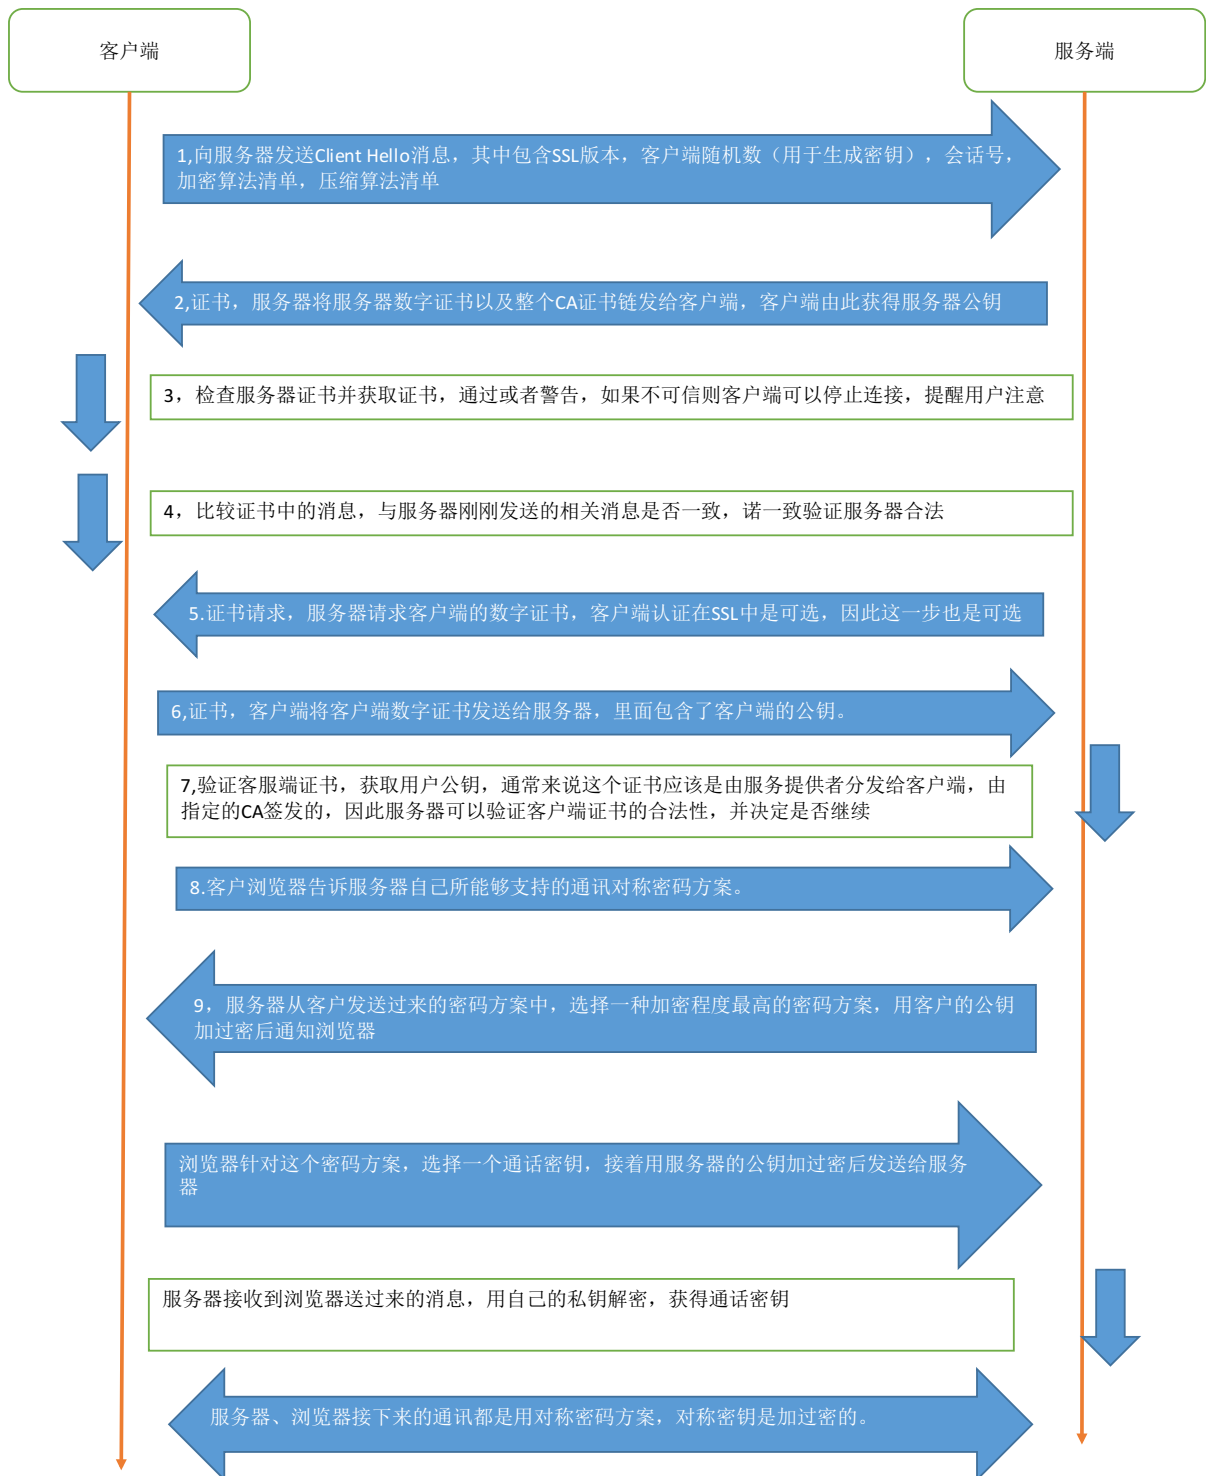 客户端
服务端
1,向服务器发送Client Hello消息，其中包含SSL版本，客户端随机数（用于生成密钥），会话号，
加密算法清单，压缩算法清单
2,证书，服务器将服务器数字证书以及整个CA证书链发给客户端，客户端由此获得服务器公钥
3，检查服务器证书并获取证书，通过或者警告，如果不可信则客户端可以停止连接，提醒用户注意
4，比较证书中的消息，与服务器刚刚发送的相关消息是否一致，诺一致验证服务器合法
5.证书请求，服务器请求客户端的数字证书，客户端认证在SSL中是可选，因此这一步也是可选
6,证书，客户端将客户端数字证书发送给服务器，里面包含了客户端的公钥。
7,验证客服端证书，获取用户公钥，通常来说这个证书应该是由服务提供者分发给客户端，由
指定的CA签发的，因此服务器可以验证客户端证书的合法性，并决定是否继续
8.客户浏览器告诉服务器自己所能够支持的通讯对称密码方案。
9，服务器从客户发送过来的密码方案中，选择一种加密程度最高的密码方案，用客户的公钥
加过密后通知浏览器
浏览器针对这个密码方案，选择一个通话密钥，接着用服务器的公钥加过密后发送给服务
器
服务器接收到浏览器送过来的消息，用自己的私钥解密，获得通话密钥
服务器、浏览器接下来的通讯都是用对称密码方案，对称密钥是加过密的。